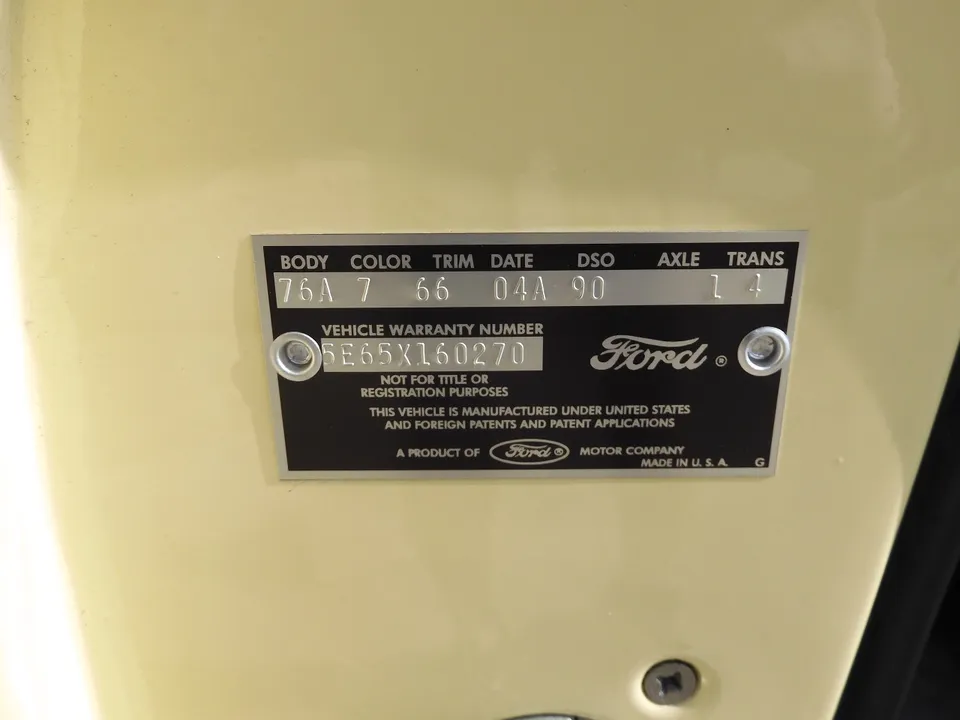 BODY COLOR TRIM DATE DSO AXLE TRANS
76A 7 66 04A 90 1 4
VEHICLE WARRANTY NUMBER
5E65X160270
Ford ®
NOT FOR TITLE OR
REGISTRATION PURPOSES
THIS VEHICLE IS MANUFACTURED UNDER UNITED STATES
AND FOREIGN PATENTS AND PATENT APPLICATIONS
A PRODUCT OF Ford ® MOTOR COMPANY
MADE IN U. S. A. G